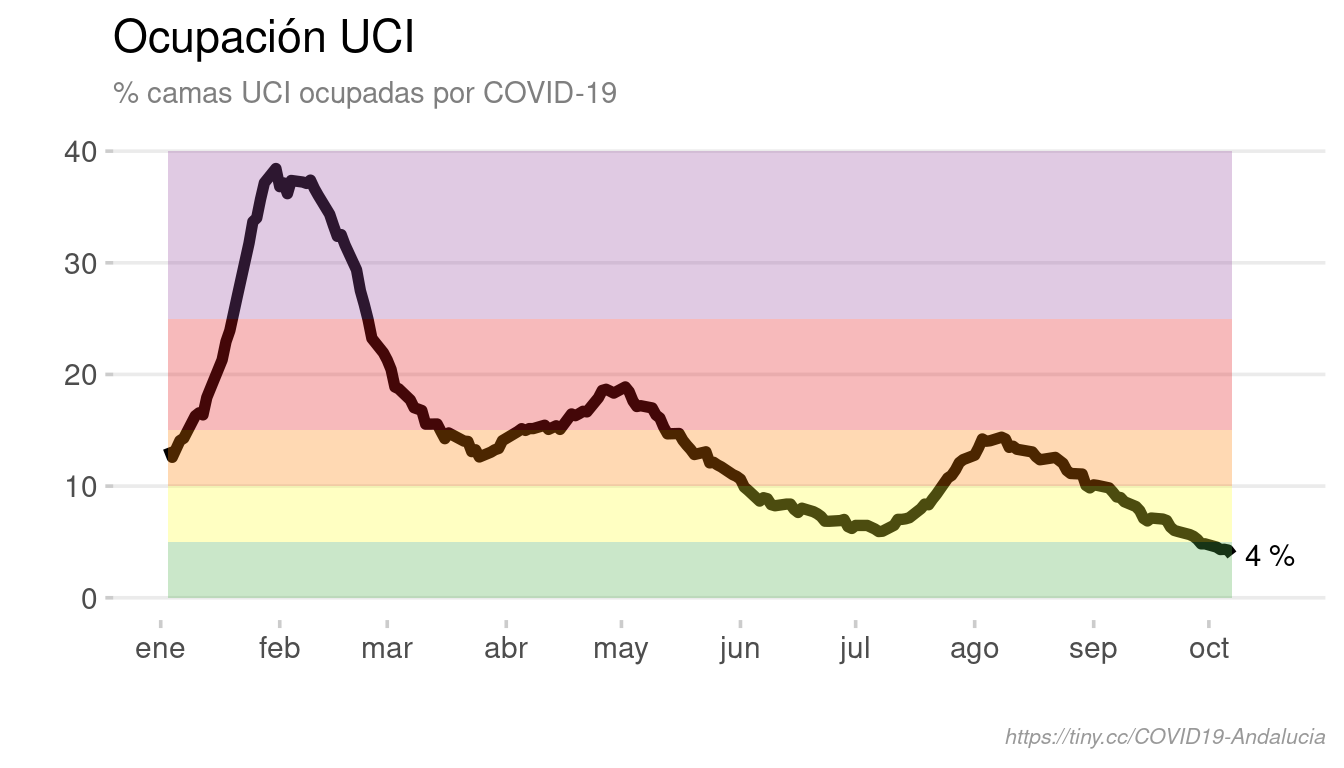 Ocupación UCI
% camas UCI ocupadas por COVID-19
40
30
20
10
0
4 %
ene feb mar abr may jun jul ago sep oct
https://tiny.cc/COVID19-Andalucia